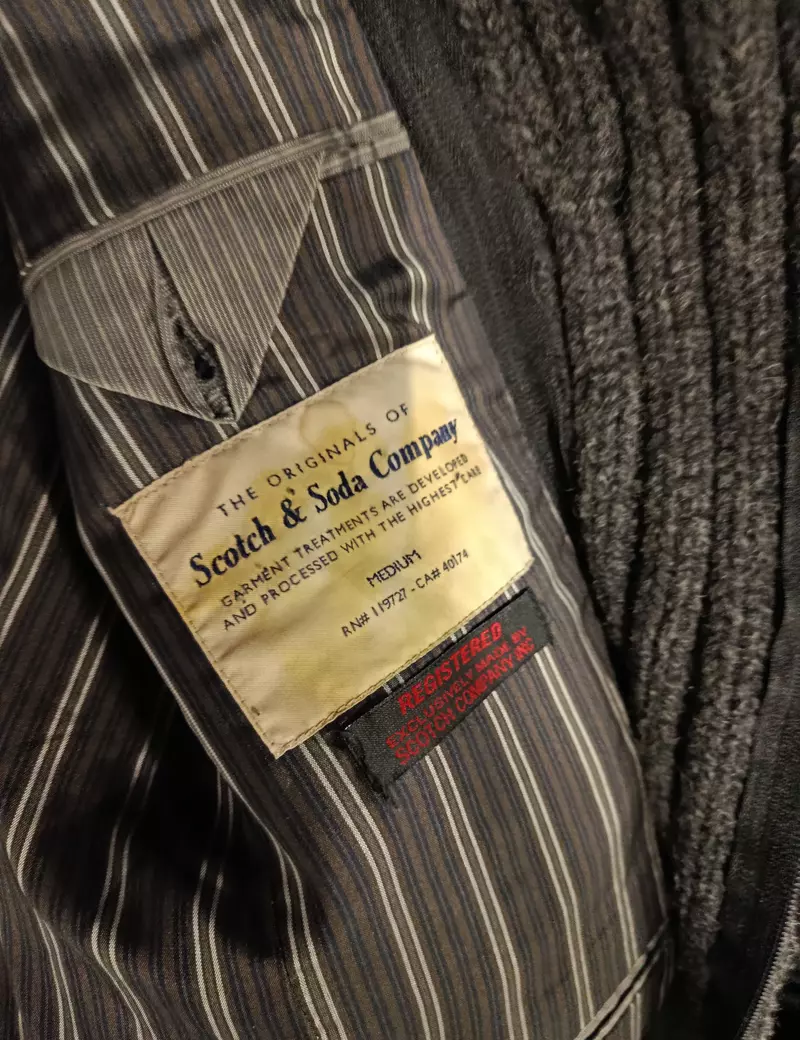 THE ORIGINALS OF
Scotch & Soda Company
GARMENT TREATMENTS ARE DEVELOPED
AND PROCESSED WITH THE HIGHEST CARE
MEDIUM
RN# 119727 - CA# 40174
REGISTERED
EXCLUSIVELY MADE BY
SCOTCH COMPANY INC